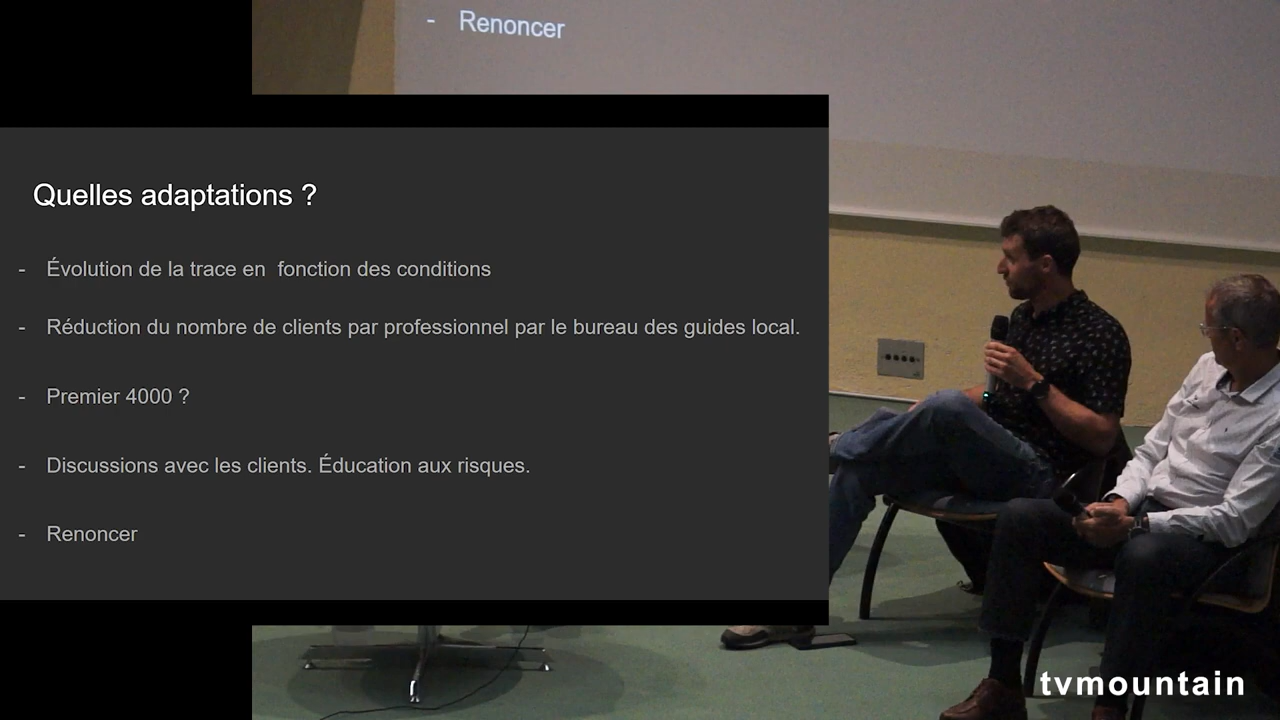 - Renoncer
Quelles adaptations ?
- Évolution de la trace en  fonction des conditions
- Réduction du nombre de clients par professionnel par le bureau des guides local.
- Premier 4000 ?
- Discussions avec les clients. Éducation aux risques.
- Renoncer
tvmountain